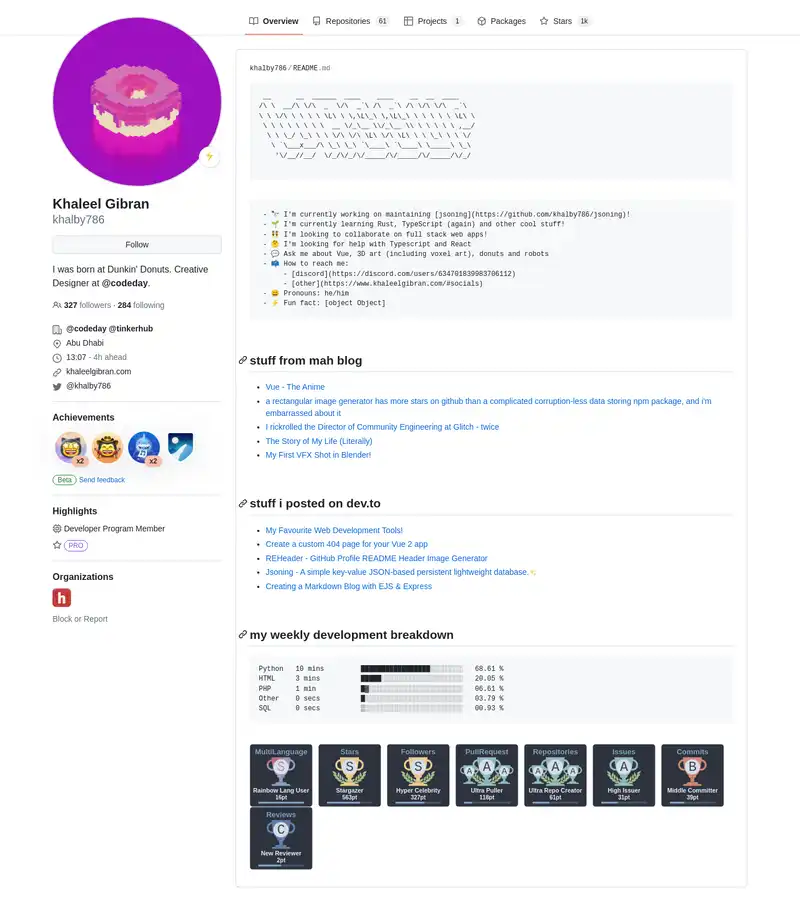 Overview
Repositories 61
Projects 1
Packages
Stars 1k
Khaleel Gibran
khalby786
Follow
I was born at Dunkin' Donuts. Creative
Designer at @codeday.
327 followers · 284 following
@codeday @tinkerhub
Abu Dhabi
13:07 - 4h ahead
khaleelgibran.com
@khalby786
Achievements
x2
x2
Beta Send feedback
Highlights
Developer Program Member
PRO
Organizations
h
Block or Report
khalby786/README.md
- 🔭 I'm currently working on maintaining [jsoning](https://github.com/khalby786/jsoning)!
- 🌱 I'm currently learning Rust, TypeScript (again) and other cool stuff!
- 👯 I'm looking to collaborate on full stack web apps!
- 🤔 I'm looking for help with Typescript and React
- 💬 Ask me about Vue, 3D art (including voxel art), donuts and robots
- 📫 How to reach me:
- [discord](https://discord.com/users/634701839983706112)
- [other](https://www.khaleelgibran.com/#socials)
- 😄 Pronouns: he/him
- ⚡ Fun fact: [object Object]
stuff from mah blog
Vue - The Anime
a rectangular image generator has more stars on github than a complicated corruption-less data storing npm package, and i'm
embarrassed about it
I rickrolled the Director of Community Engineering at Glitch - twice
The Story of My Life (Literally)
My First VFX Shot in Blender!
stuff i posted on dev.to
My Favourite Web Development Tools!
Create a custom 404 page for your Vue 2 app
REHeader - GitHub Profile README Header Image Generator
Jsoning - A simple key-value JSON-based persistent lightweight database.✨
Creating a Markdown Blog with EJS & Express
my weekly development breakdown
Python 10 mins 68.61 %
HTML 3 mins 20.05 %
PHP 1 min 06.61 %
Other 0 secs 03.79 %
SQL 0 secs 00.93 %
MultiLanguage
S
Rainbow Lang User
16pt
Stars
S
Stargazer
563pt
Followers
S
Hyper Celebrity
327pt
PullRequest
A A A
Ultra Puller
118pt
Repositories
A A A
Ultra Repo Creator
61pt
Issues
A
High Issuer
31pt
Commits
B
Middle Committer
39pt
Reviews
C
New Reviewer
2pt